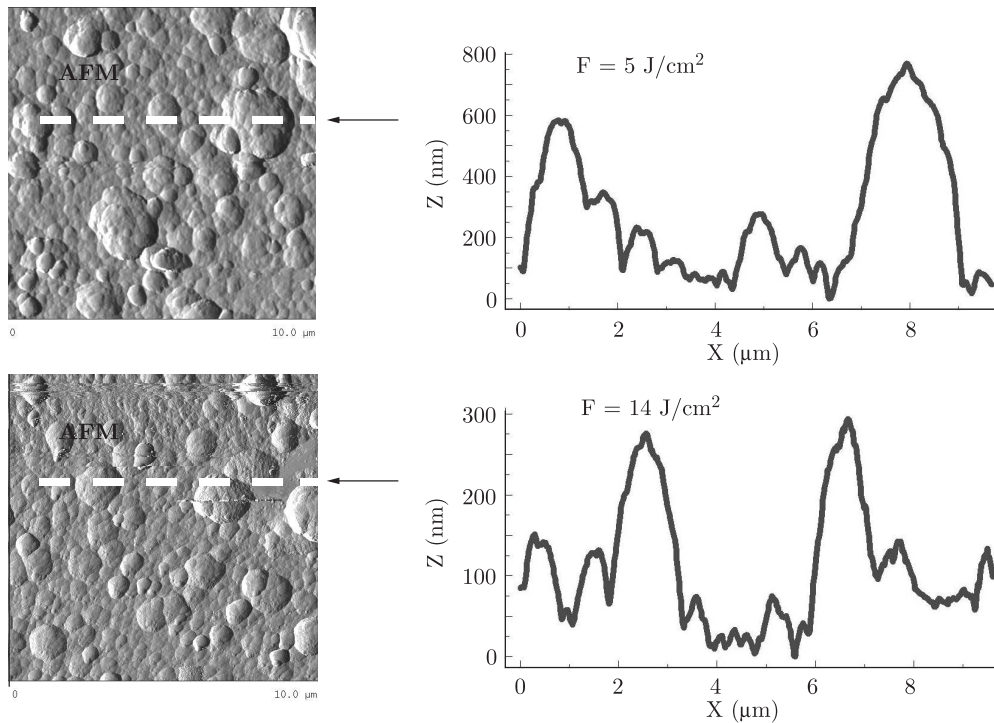 AFM
0 10.0 µm
F = 5 J/cm²
800
600
400
200
0
Z (nm)
0 2 4 6 8
X (µm)
AFM
0 10.0 µm
F = 14 J/cm²
300
200
100
0
Z (nm)
0 2 4 6 8
X (µm)